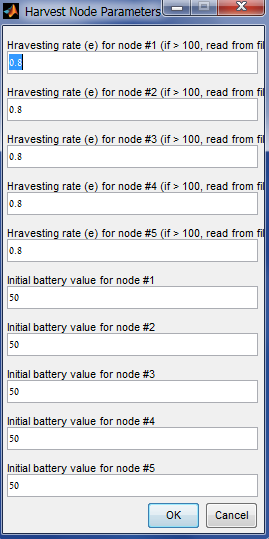 Harvest Node Parameters
Hravesting rate (e) for node #1 (if > 100, read from fil
0.8
Hravesting rate (e) for node #2 (if > 100, read from fil
0.8
Hravesting rate (e) for node #3 (if > 100, read from fil
0.8
Hravesting rate (e) for node #4 (if > 100, read from fil
0.8
Hravesting rate (e) for node #5 (if > 100, read from fil
0.8
Initial battery value for node #1
50
Initial battery value for node #2
50
Initial battery value for node #3
50
Initial battery value for node #4
50
Initial battery value for node #5
50
OK Cancel